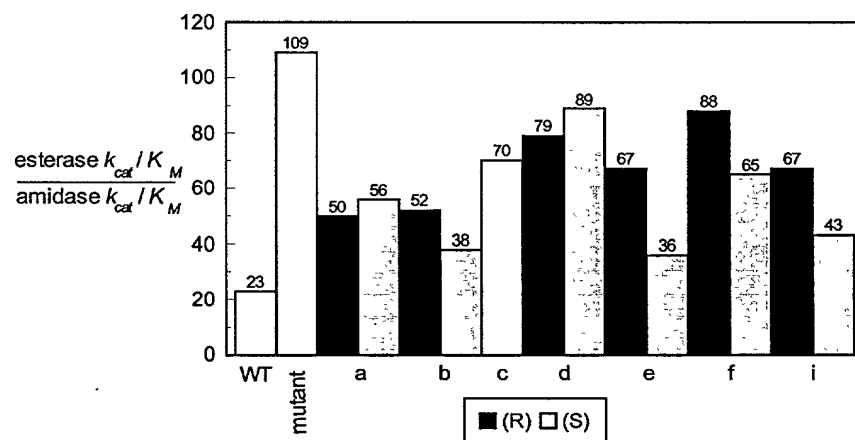 120
100
80
60
40
20
0
esterase k_cat / K_M
amidase k_cat / K_M
23
109
50
56
52
38
70
79
89
67
36
88
65
67
43
WT
mutant
a
b
c
d
e
f
i
(R) (S)